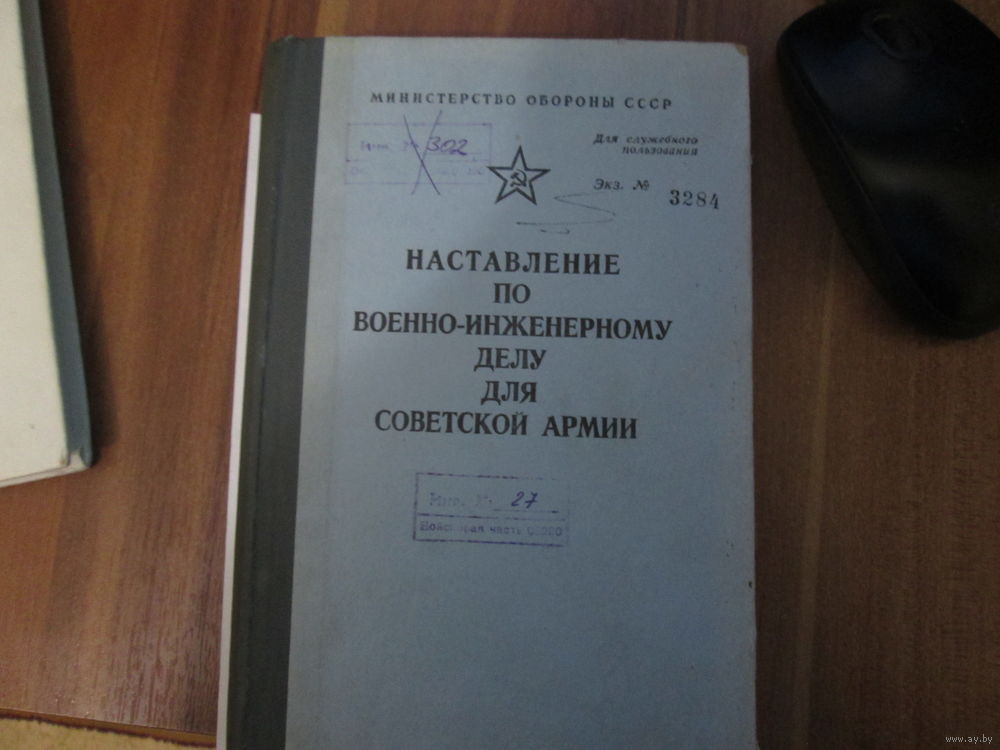 МИНИСТЕРСТВО ОБОРОНЫ СССР
302
Для служебного
пользования
Экз. № 3284
НАСТАВЛЕНИЕ
ПО
ВОЕННО-ИНЖЕНЕРНОМУ
ДЕЛУ
ДЛЯ
СОВЕТСКОЙ АРМИИ
27
часть
www.ay.by